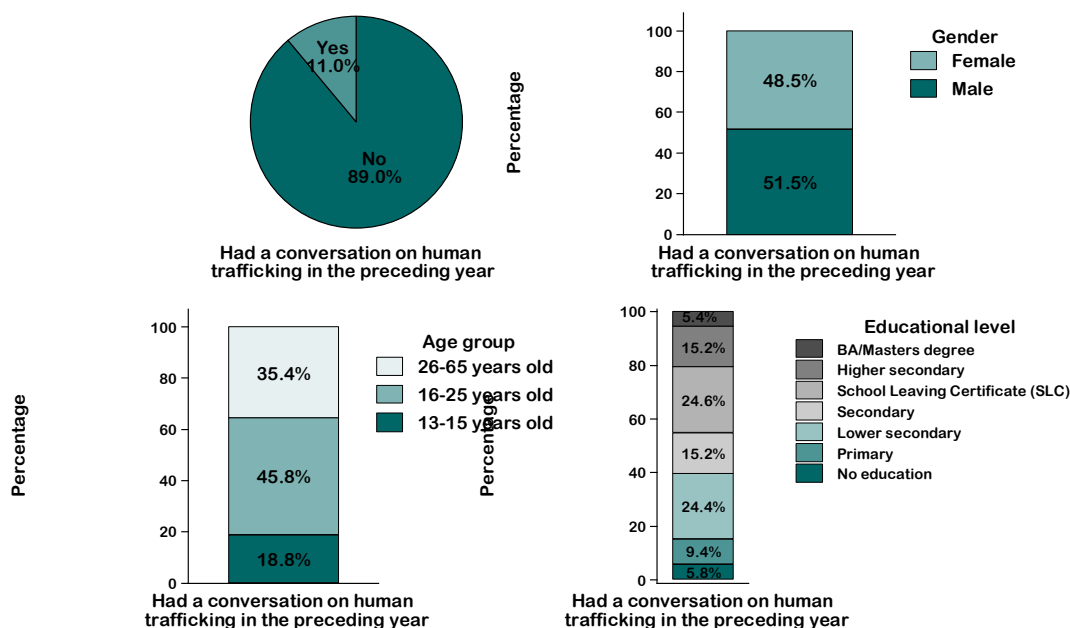 Yes
11.0%
No
89.0%
Had a conversation on human
trafficking in the preceding year
Percentage
100
80
60
40
20
0
48.5%
51.5%
Gender
Female
Male
Had a conversation on human
trafficking in the preceding year
Percentage
100
80
60
40
20
0
35.4%
45.8%
18.8%
Age group
26-65 years old
16-25 years old
13-15 years old
Had a conversation on human
trafficking in the preceding year
Percentage
100
80
60
40
20
0
5.4%
15.2%
24.6%
15.2%
24.4%
9.4%
5.8%
Educational level
BA/Masters degree
Higher secondary
School Leaving Certificate (SLC)
Secondary
Lower secondary
Primary
No education
Had a conversation on human
trafficking in the preceding year